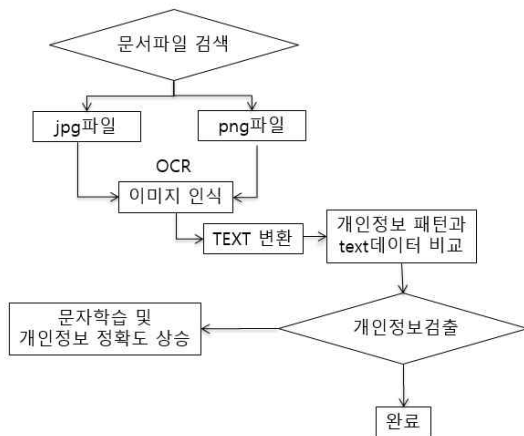 문서파일 검색
jpg파일
png파일
OCR
이미지 인식
TEXT 변환
개인정보 패턴과
text데이터 비교
개인정보검출
문자학습 및
개인정보 정확도 상승
완료